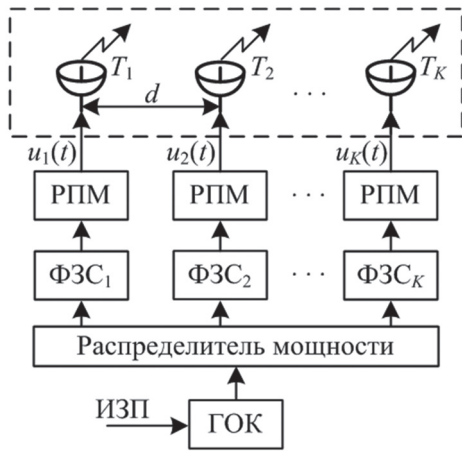 T1 T2 · · · TK
d
u1(t) u2(t) uK(t)
РПМ РПМ · · · РПМ
ФЗС1 ФЗС2 · · · ФЗСK
Распределитель мощности
ИЗП ГОК